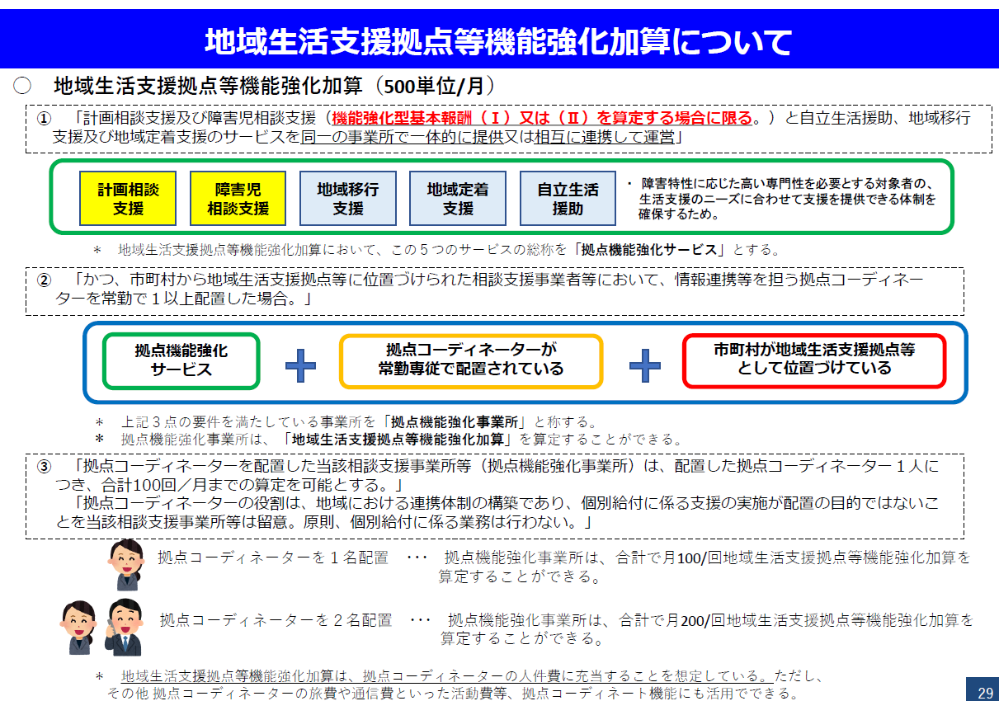 地域生活支援拠点等機能強化加算について
○　地域生活支援拠点等機能強化加算（500単位/月）
①　「計画相談支援及び障害児相談支援（機能強化型基本報酬（Ⅰ）又は（Ⅱ）を算定する場合に限る。）と自立生活援助、地域移行
支援及び地域定着支援のサービスを同一の事業所で一体的に提供又は相互に連携して運営」
計画相談
支援
障害児
相談支援
地域移行
支援
地域定着
支援
自立生活
援助
・ 障害特性に応じた高い専門性を必要とする対象者の、
生活支援のニーズに合わせて支援を提供できる体制を
確保するため。
＊　地域生活支援拠点等機能強化加算において、この５つのサービスの総称を「拠点機能強化サービス」とする。
②　「かつ、市町村から地域生活支援拠点等に位置づけられた相談支援事業者等において、情報連携等を担う拠点コーディネー
ターを常勤で１以上配置した場合。」
拠点機能強化
サービス
拠点コーディネーターが
常勤専従で配置されている
市町村が地域生活支援拠点等
として位置づけている
＊　上記３点の要件を満たしている事業所を「拠点機能強化事業所」と称する。
＊　拠点機能強化事業所は、「地域生活支援拠点等機能強化加算」を算定することができる。
③　「拠点コーディネーターを配置した当該相談支援事業所等（拠点機能強化事業所）は、配置した拠点コーディネーター１人に
つき、合計100回／月までの算定を可能とする。」
「拠点コーディネーターの役割は、地域における連携体制の構築であり、個別給付に係る支援の実施が配置の目的ではないこ
とを当該相談支援事業所等は留意。原則、個別給付に係る業務は行わない。」
拠点コーディネーターを１名配置　･･･　拠点機能強化事業所は、合計で月100/回地域生活支援拠点等機能強化加算を
算定することができる。
拠点コーディネーターを２名配置　･･･　拠点機能強化事業所は、合計で月200/回地域生活支援拠点等機能強化加算を
算定することができる。
＊　地域生活支援拠点等機能強化加算は、拠点コーディネーターの人件費に充当することを想定している。ただし、
その他 拠点コーディネーターの旅費や通信費といった活動費等、拠点コーディネート機能にも活用でできる。
29